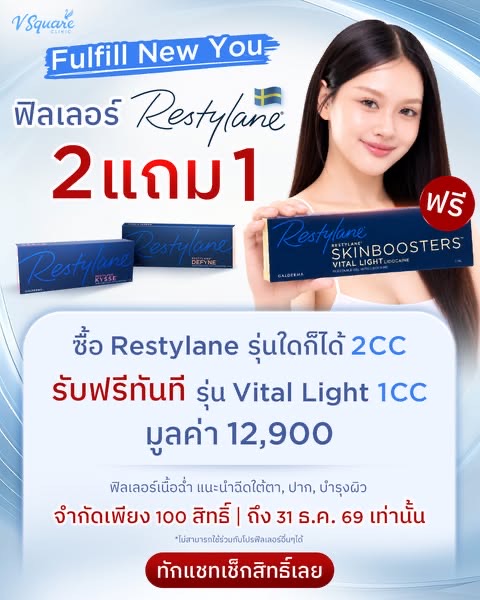 V Square
CLINIC
Fulfill New You
ฟิลเลอร์ Restylane®
2 แถม 1
ฟรี
Restylane
RESTYLANE®
SKINBOOSTERS™
VITAL LIGHT LIDOCAINE
GALDERMA
Restylane
KYSSE
Restylane
DEFYNE
ซื้อ Restylane รุ่นใดก็ได้ 2CC
รับฟรีทันที รุ่น Vital Light 1CC
มูลค่า 12,900
ฟิลเลอร์เนื้อฉ่ำ แนะนำฉีดใต้ตา, ปาก, บำรุงผิว
จำกัดเพียง 100 สิทธิ์ | ถึง 31 ธ.ค. 69 เท่านั้น
*ไม่สามารถใช้ร่วมกับโปรฟิลเลอร์อื่นๆได้
ทักแชทเช็กสิทธิ์เลย